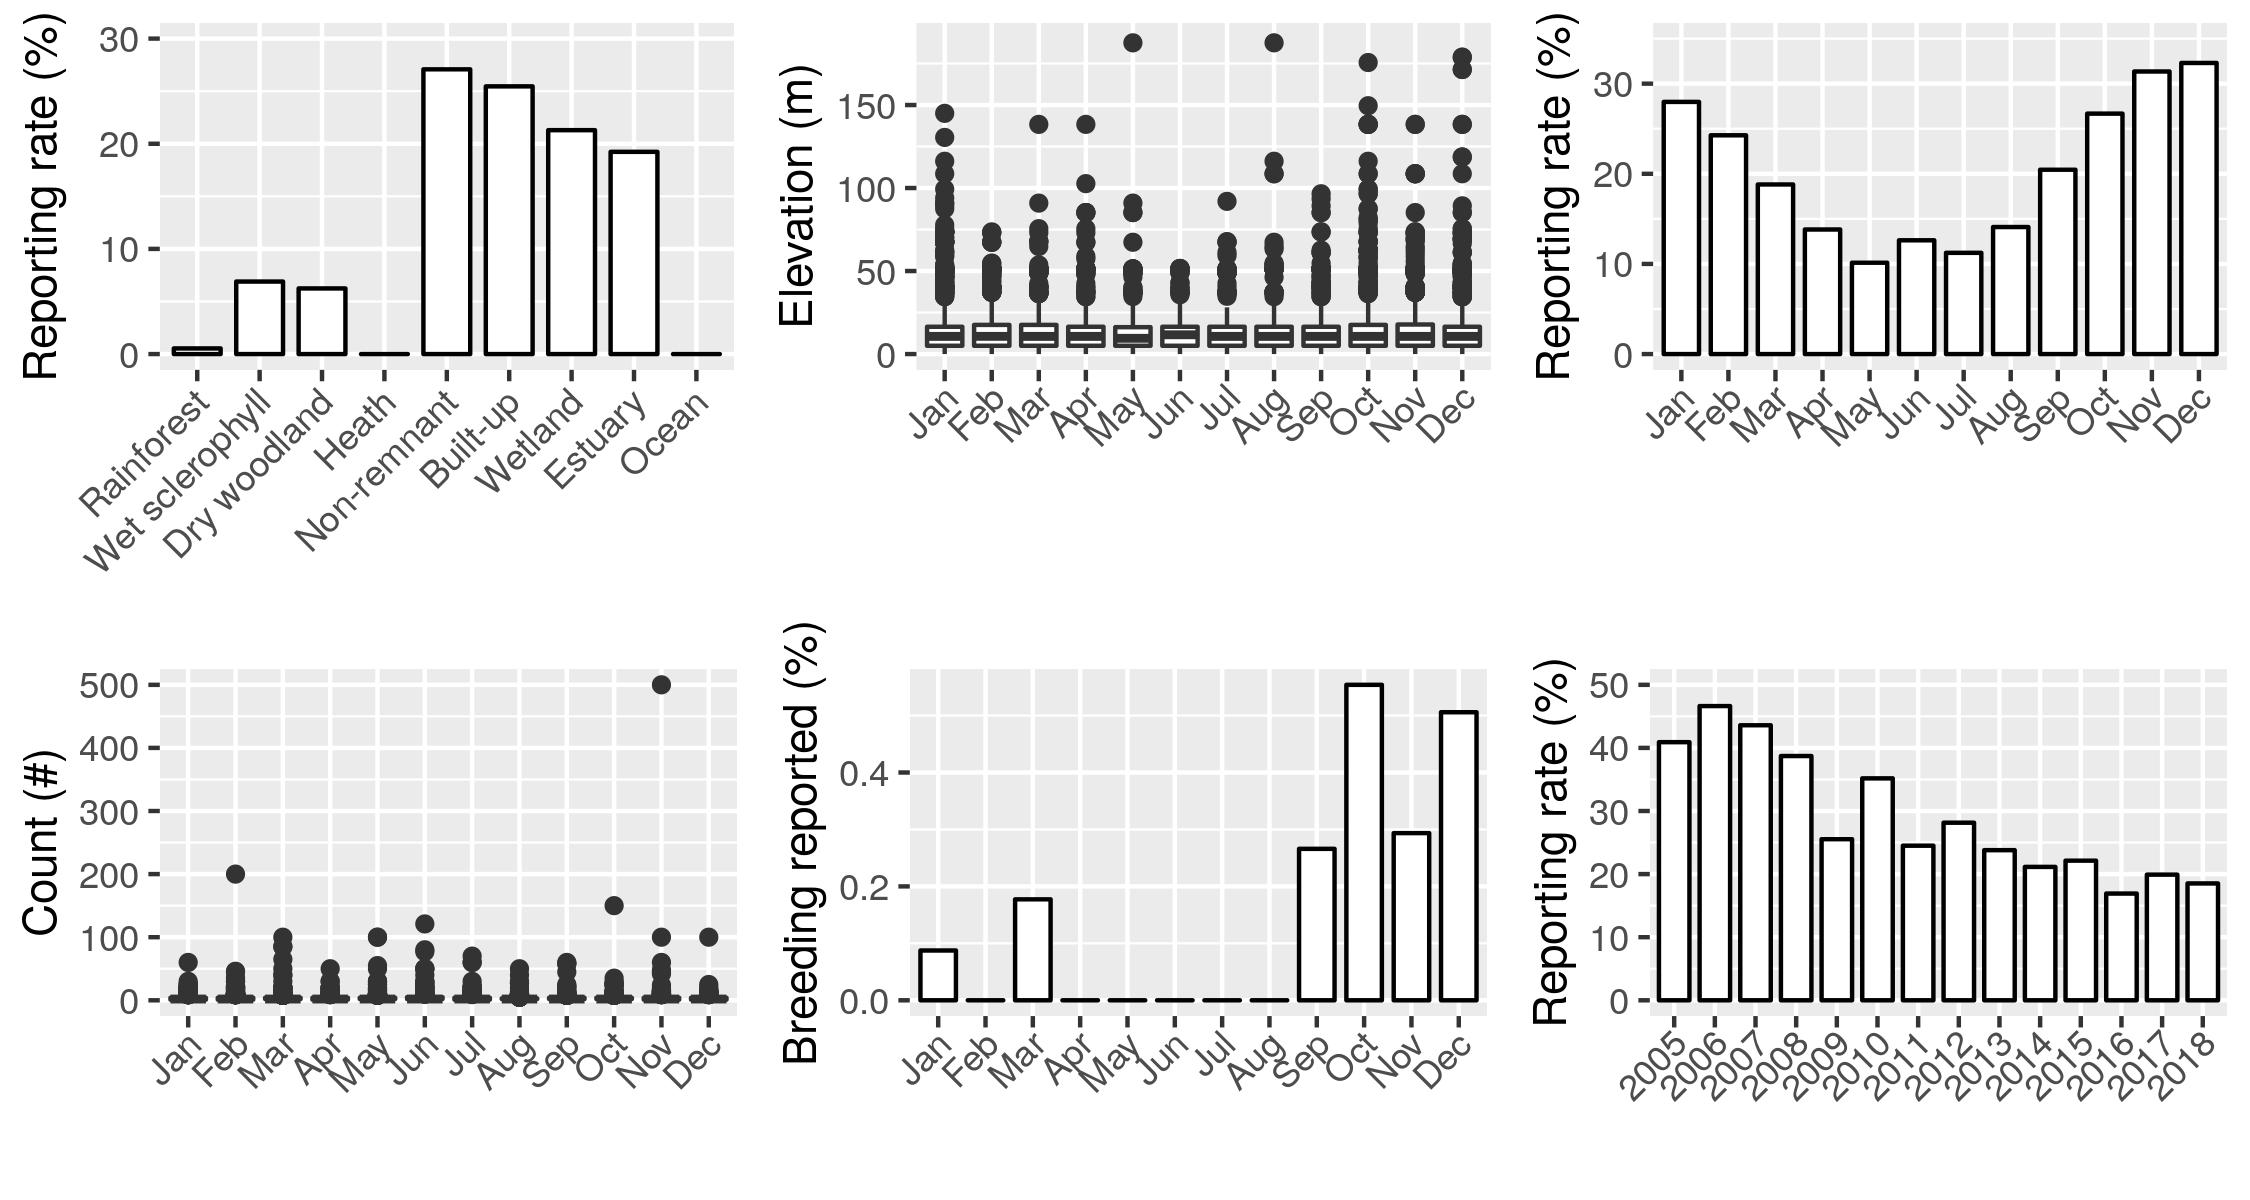 Reporting rate (%)
30
20
10
0
Rainforest
Wet sclerophyll
Dry woodland
Heath
Non-remnant
Built-up
Wetland
Estuary
Ocean
Elevation (m)
150
100
50
0
Jan
Feb
Mar
Apr
May
Jun
Jul
Aug
Sep
Oct
Nov
Dec
Reporting rate (%)
30
20
10
0
Jan
Feb
Mar
Apr
May
Jun
Jul
Aug
Sep
Oct
Nov
Dec
Count (#)
500
400
300
200
100
0
Jan
Feb
Mar
Apr
May
Jun
Jul
Aug
Sep
Oct
Nov
Dec
Breeding reported (%)
0.4
0.2
0.0
Jan
Feb
Mar
Apr
May
Jun
Jul
Aug
Sep
Oct
Nov
Dec
Reporting rate (%)
50
40
30
20
10
0
2005
2006
2007
2008
2009
2010
2011
2012
2013
2014
2015
2016
2017
2018